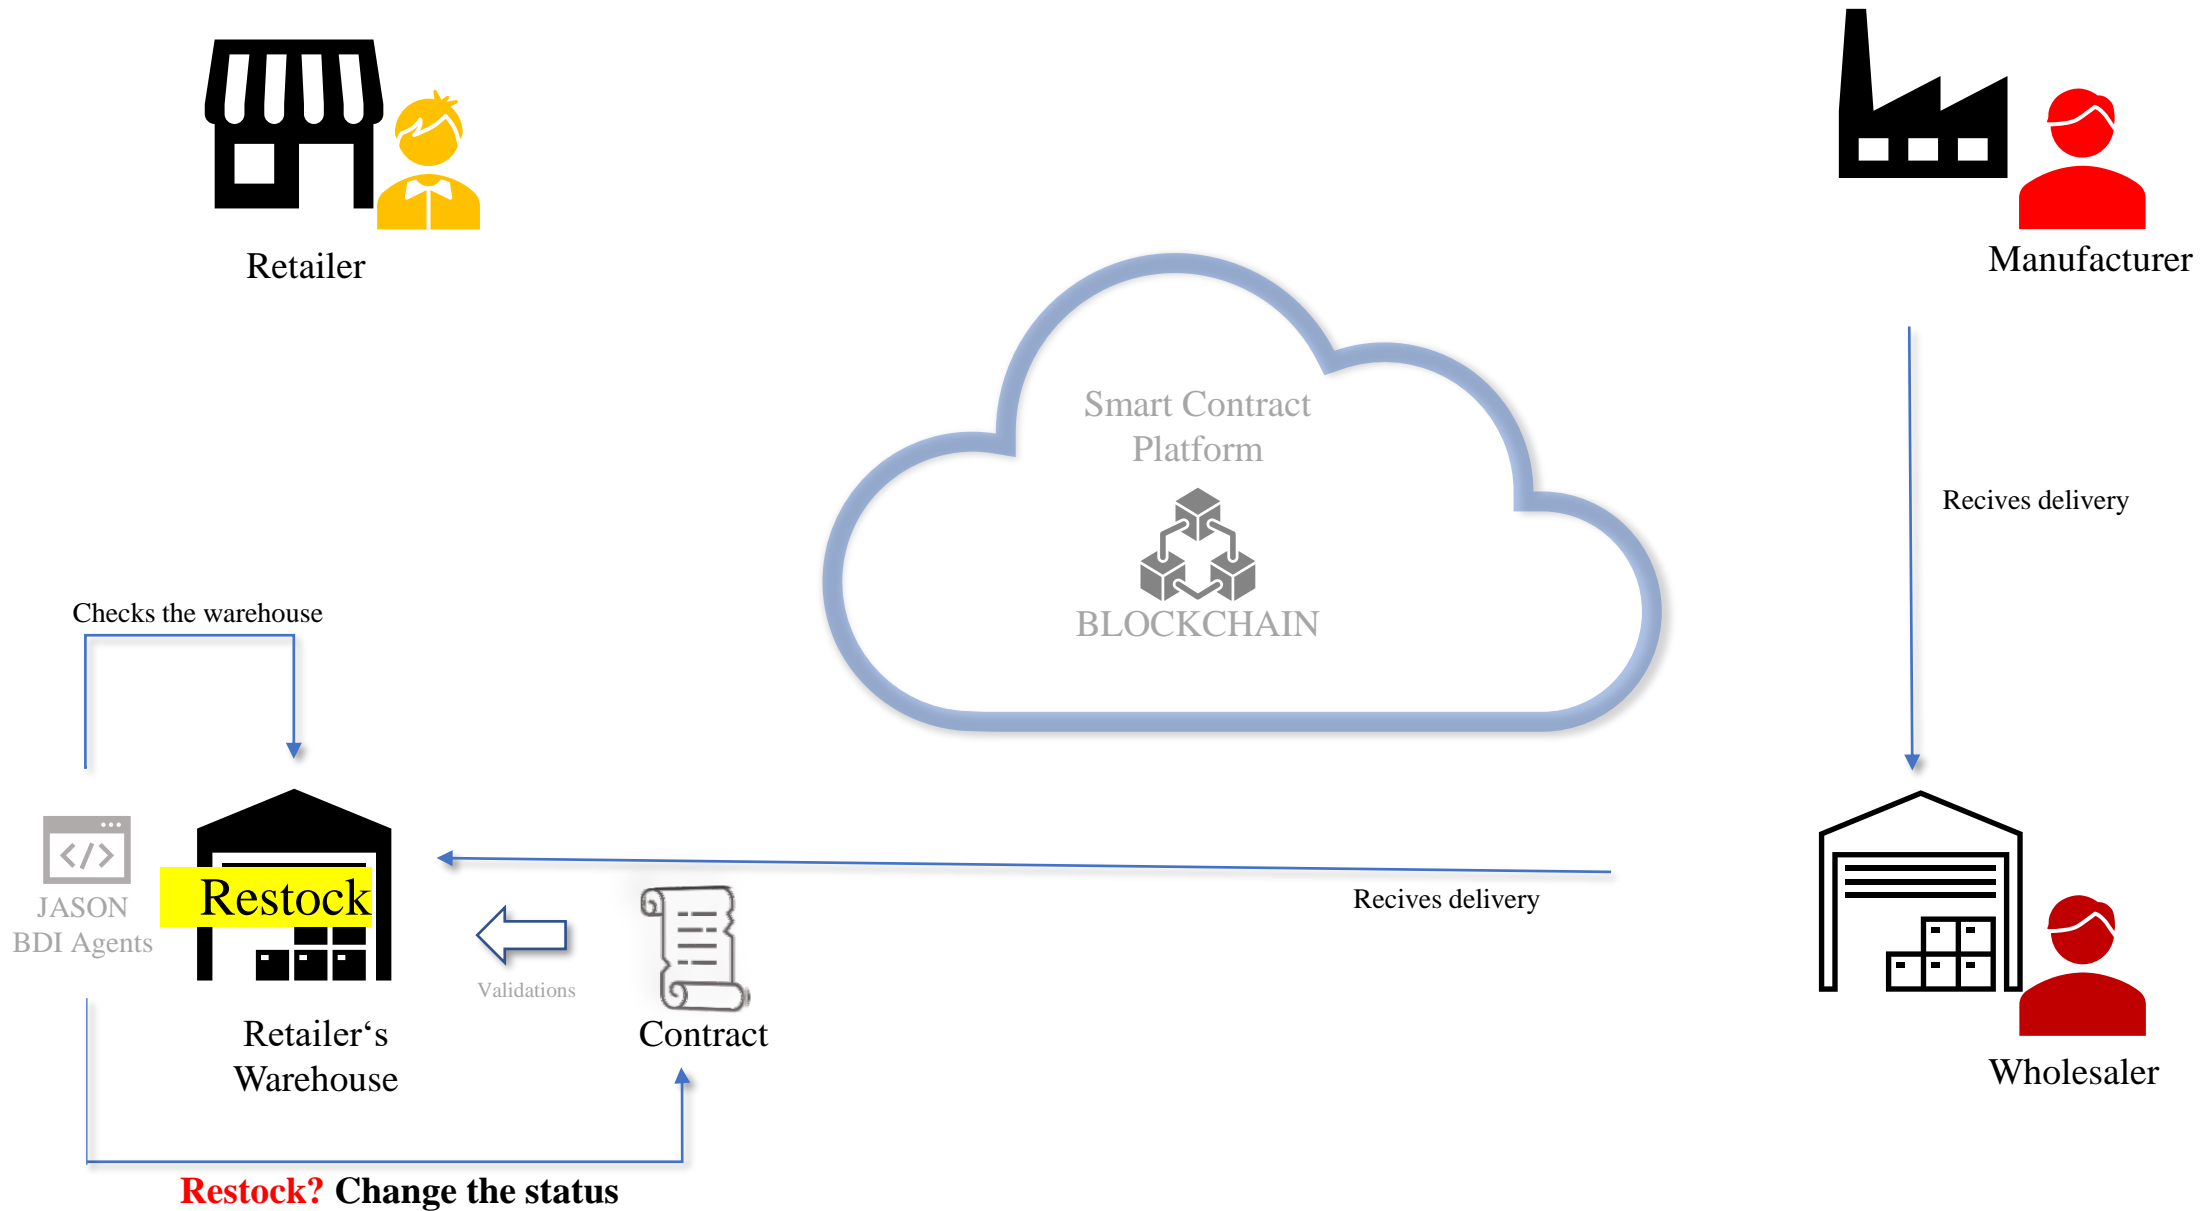 Retailer
Manufacturer
Smart Contract
Platform
BLOCKCHAIN
Recives delivery
Checks the warehouse
</>
JASON
BDI Agents
Restock
Retailer‘s
Warehouse
Validations
Contract
Recives delivery
Wholesaler
Restock? Change the status